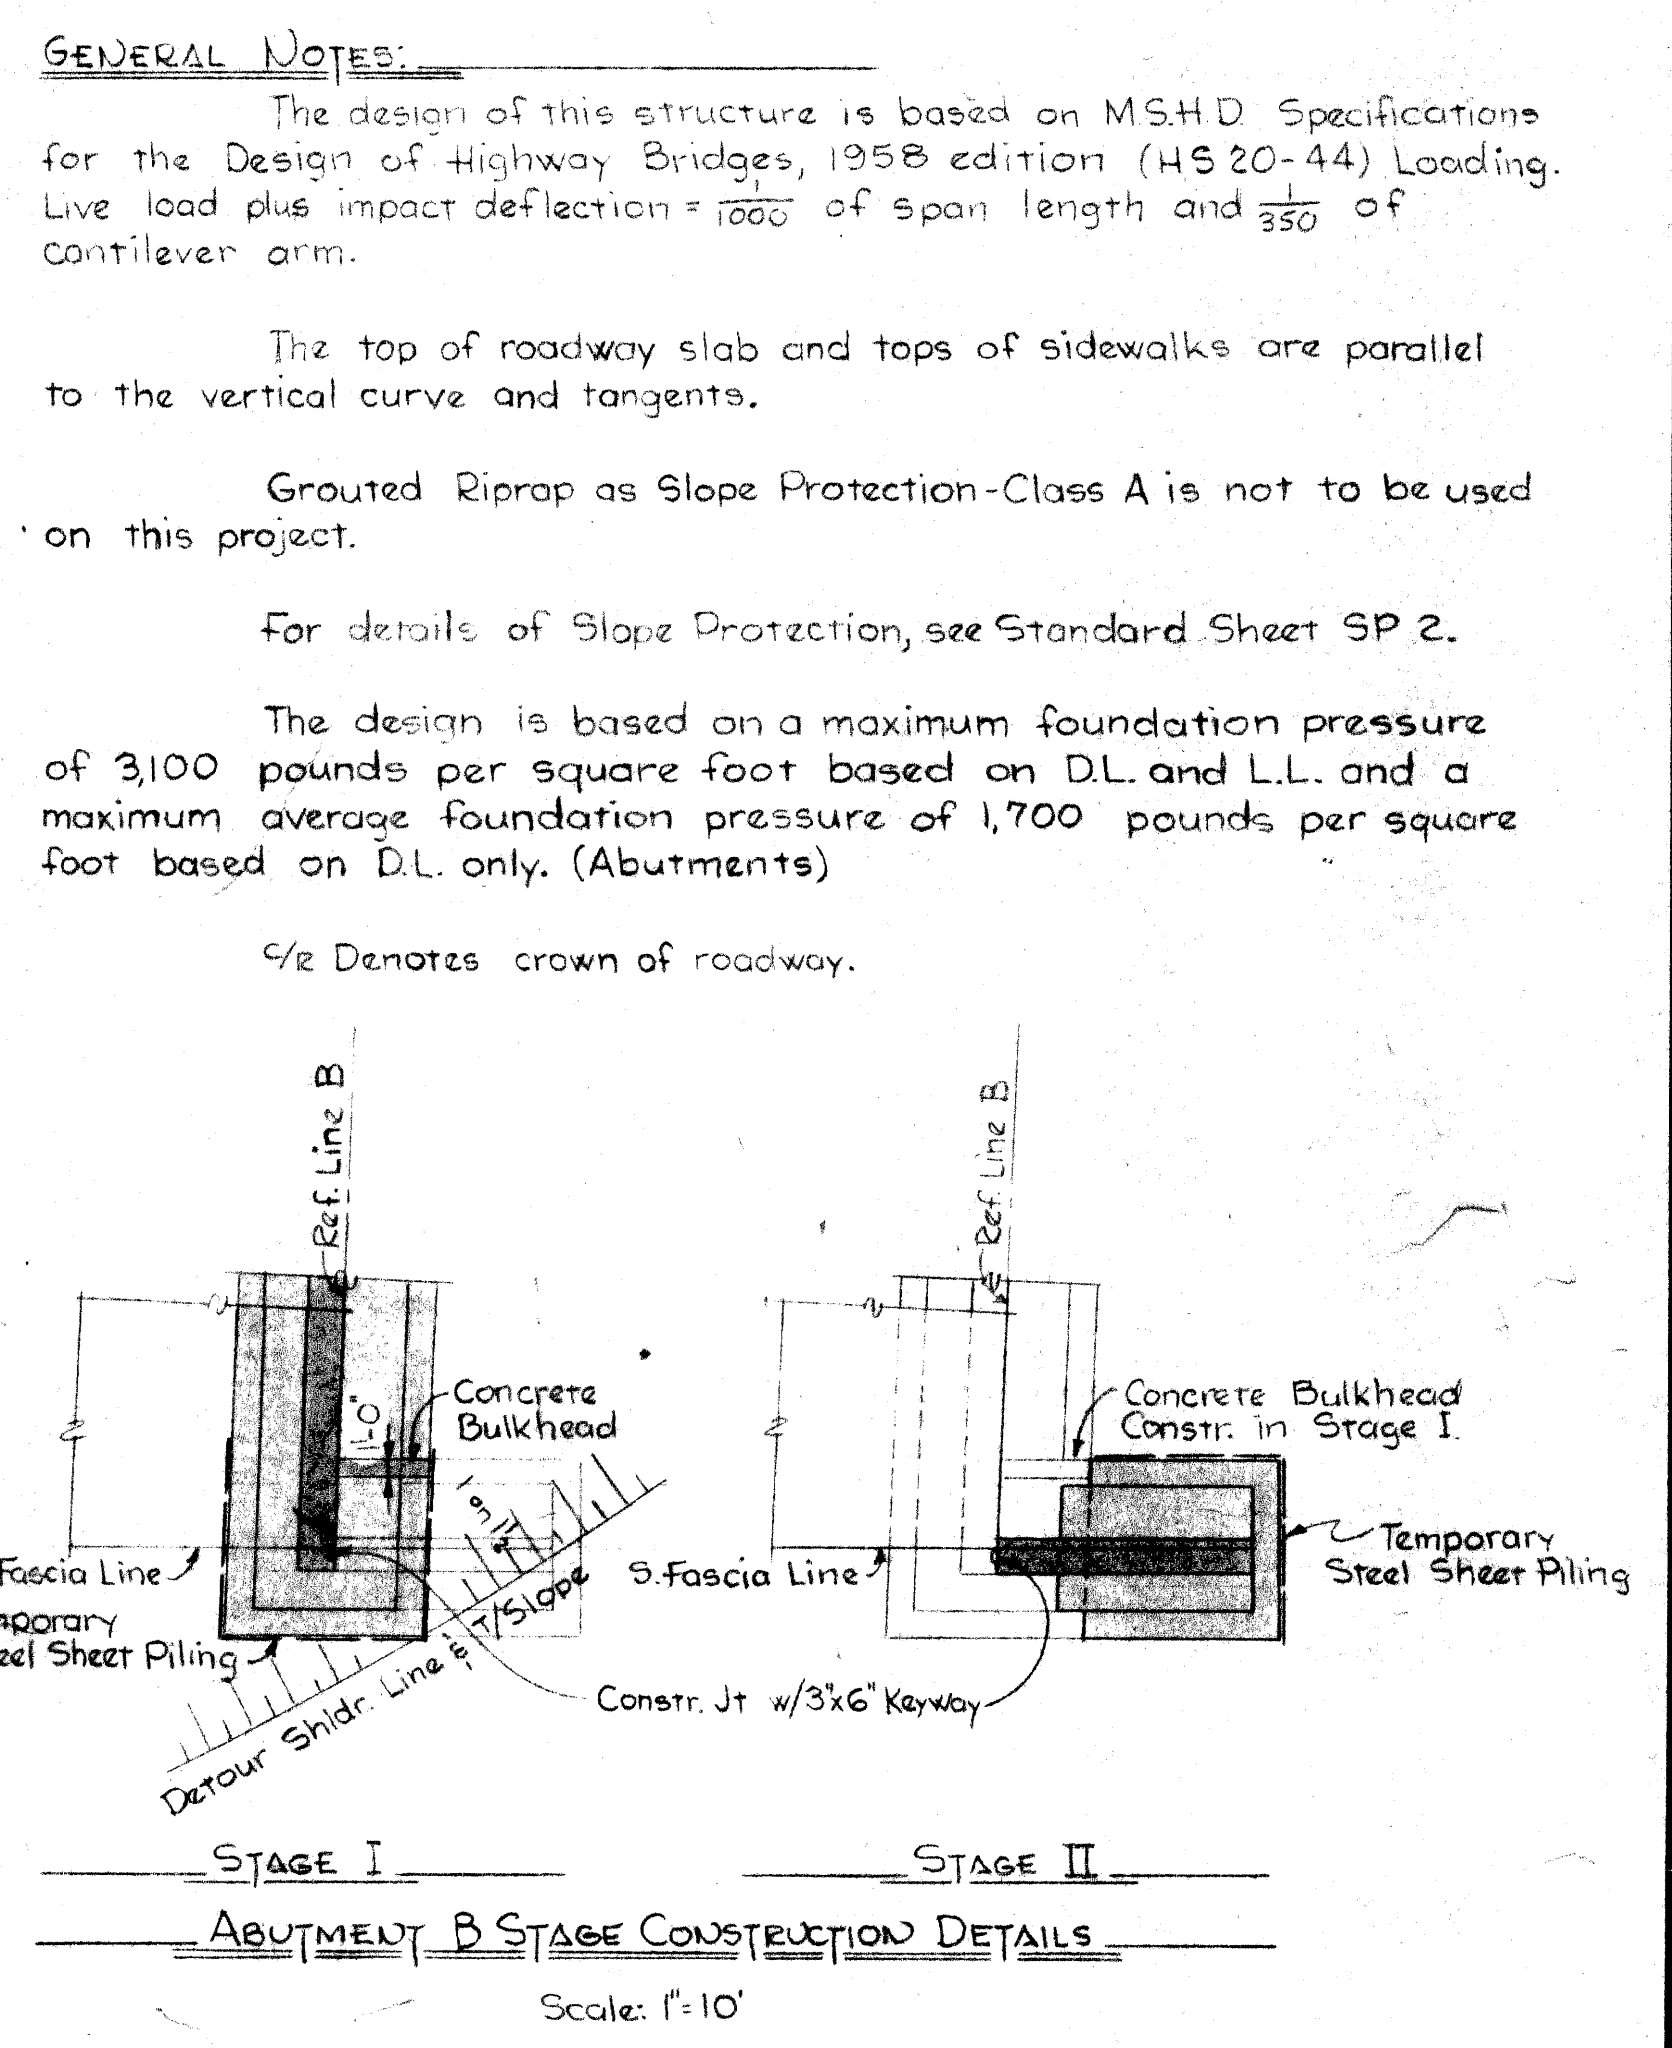 GENERAL NOTES:
The design of this structure is based on M.S.H.D. Specifications
for the Design of Highway Bridges, 1958 edition (HS 20-44) Loading.
Live load plus impact deflection = 1/1000 of span length and 1/350 of
cantilever arm.
The top of roadway slab and tops of sidewalks are parallel
to the vertical curve and tangents.
Grouted Riprap as Slope Protection-Class A is not to be used
on this project.
For details of Slope Protection, see Standard Sheet SP 2.
The design is based on a maximum foundation pressure
of 3,100 pounds per square foot based on D.L. and L.L. and a
maximum average foundation pressure of 1,700 pounds per square
foot based on D.L. only. (Abutments)
C/R Denotes crown of roadway.
Ref. Line B
Ref. Line B
1'-0"
Concrete
Bulkhead
Concrete Bulkhead
Constr. in Stage I.
Fascia Line
S. Fascia Line
Temporary
Steel Sheet Piling
porary
eel Sheet Piling
Detour Shldr. Line & T/Slope
Constr. Jt w/3"x6" Keyway
STAGE I
STAGE II
ABUTMENT B STAGE CONSTRUCTION DETAILS
Scale: 1"=10'